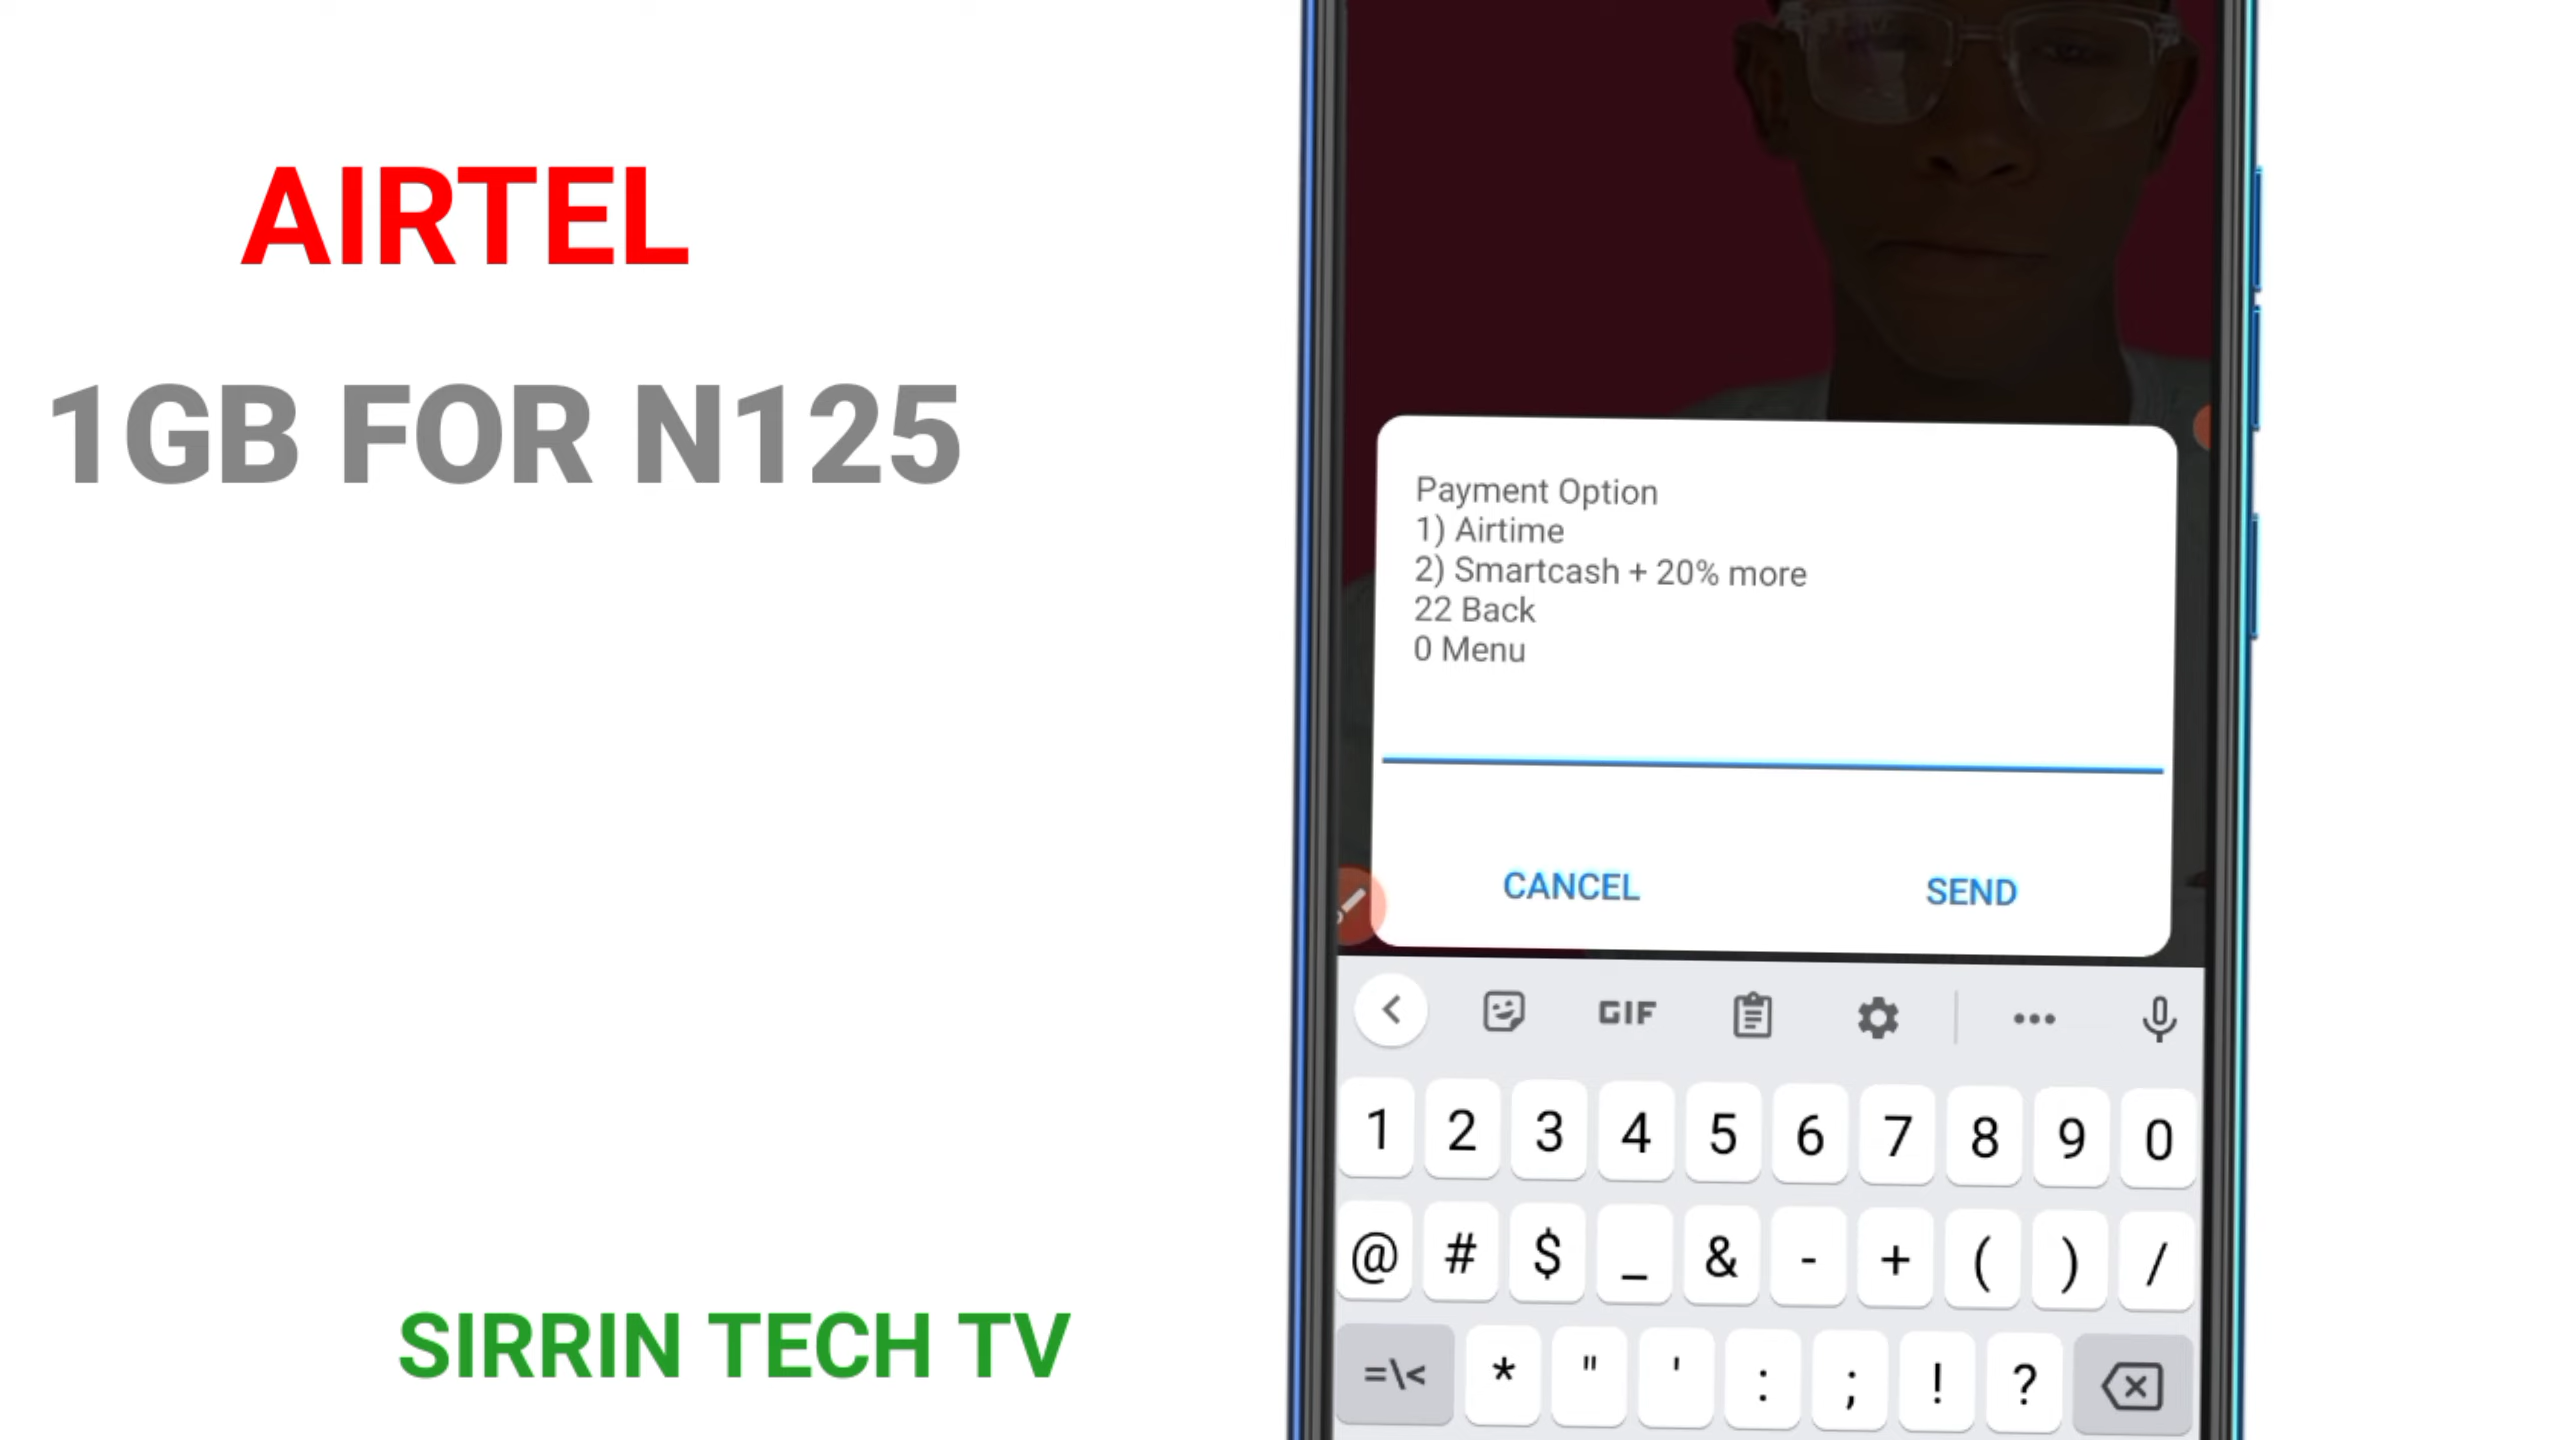 AIRTEL
1GB FOR N125
Payment Option
1) Airtime
2) Smartcash + 20% more
22 Back
0 Menu
CANCEL
SEND
GIF
1 2 3 4 5 6 7 8 9 0
@ # $ _ & - + ( ) /
=\< * " ' : ; ! ?
SIRRIN TECH TV